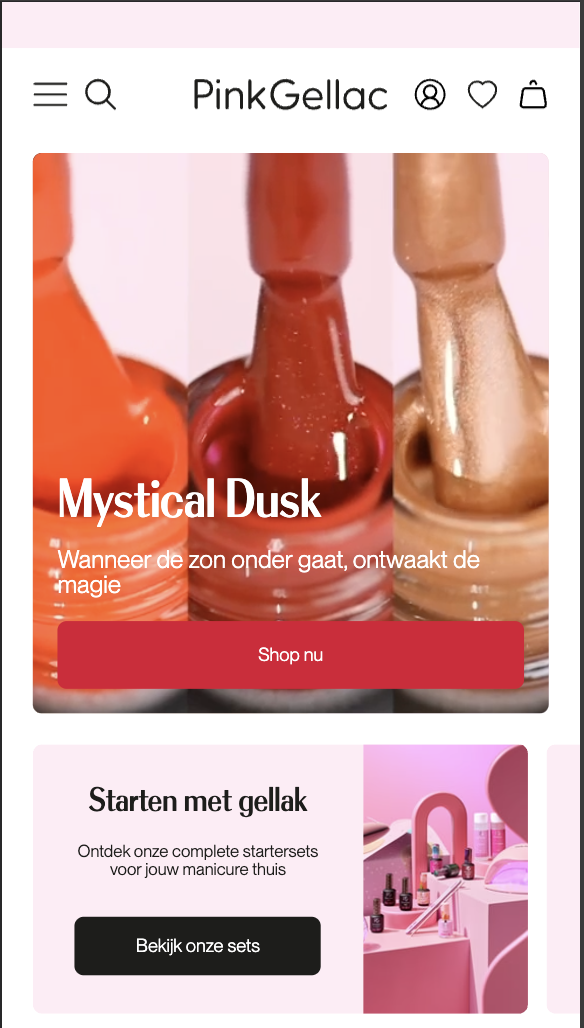 PinkGellac
Mystical Dusk
Wanneer de zon onder gaat, ontwaakt de
magie
Shop nu
Starten met gellak
Ontdek onze complete startersets
voor jouw manicure thuis
Bekijk onze sets